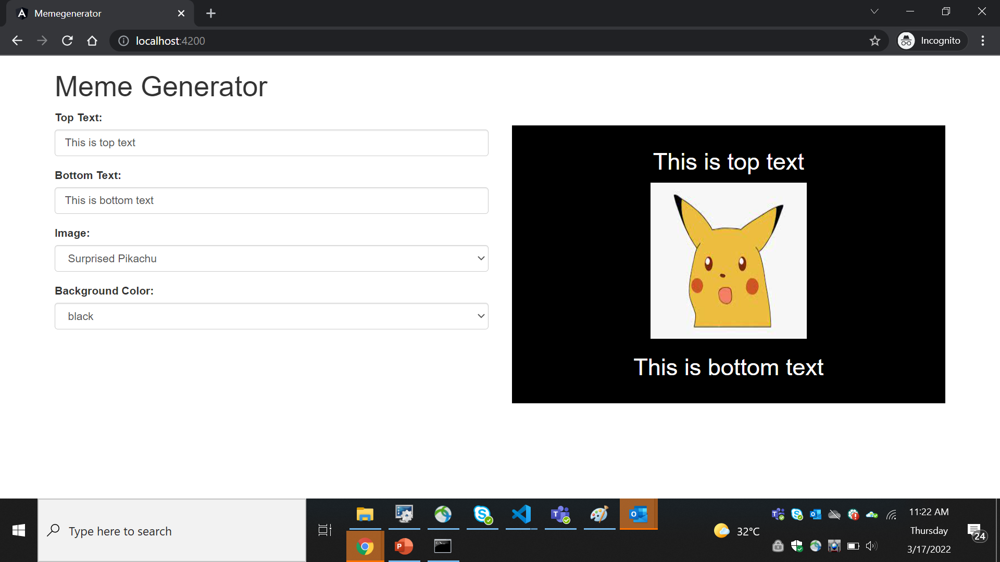 Memegenerator
localhost:4200
Incognito
Meme Generator
Top Text:
This is top text
Bottom Text:
This is bottom text
Image:
Surprised Pikachu
Background Color:
black
This is top text
This is bottom text
Type here to search
32°C
11:22 AM
Thursday
3/17/2022
24